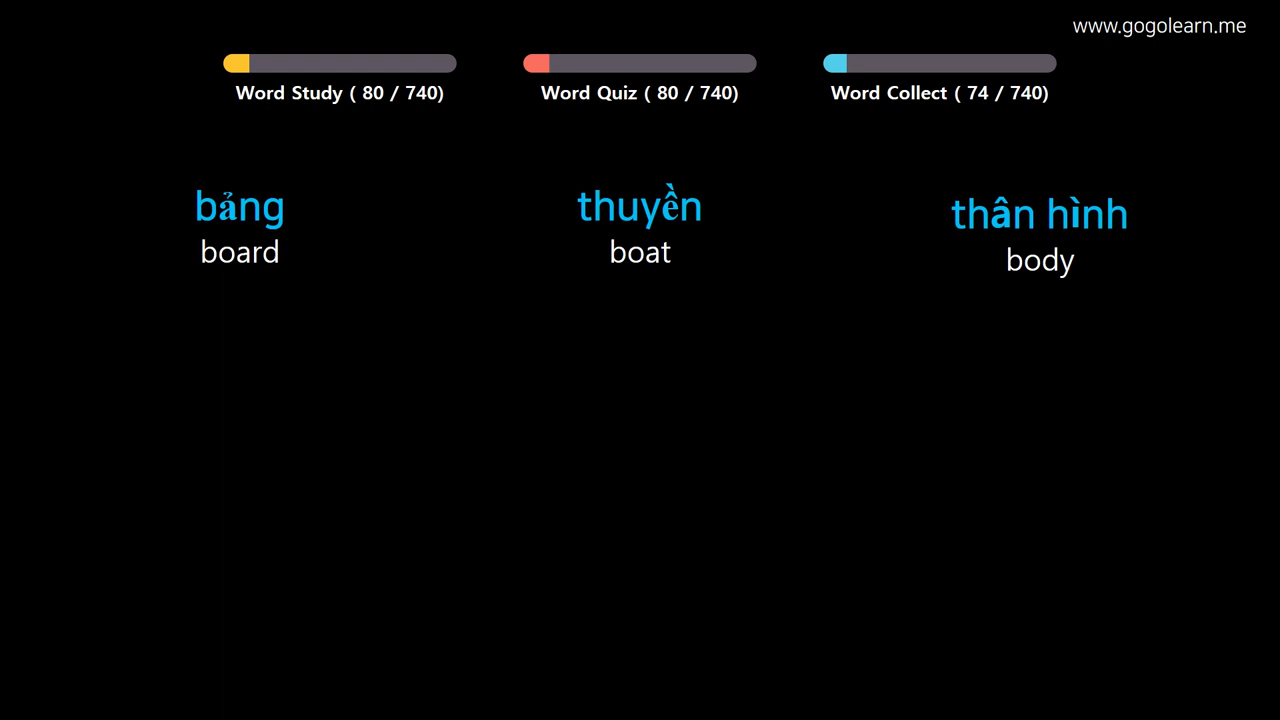 www.gogolearn.me
Word Study ( 80 / 740)
Word Quiz ( 80 / 740)
Word Collect ( 74 / 740)
bảng
board
thuyền
boat
thân hình
body